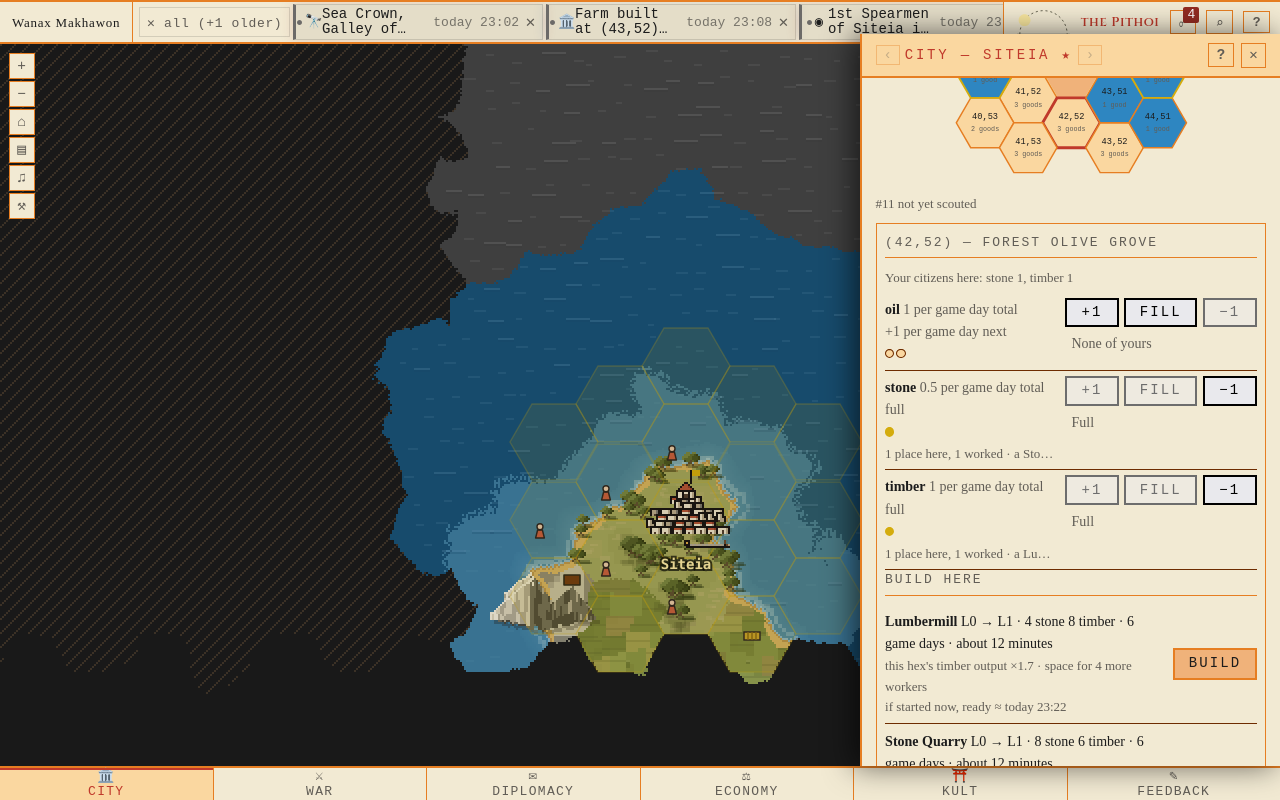 Wanax Makhawon
× all (+1 older)
Sea Crown, Galley of… today 23:02 ×
Farm built at (43,52)… today 23:08 ×
1st Spearmen of Siteia i… today 23
THE PITHOI
4
?
CITY — SITEIA ★
? ×
41,52
3 goods
43,51
40,53
2 goods
42,52
3 goods
44,51
41,53
3 goods
43,52
3 goods
#11 not yet scouted
(42,52) — FOREST OLIVE GROVE
Your citizens here: stone 1, timber 1
oil 1 per game day total
+1 per game day next
+1 FILL −1
None of yours
stone 0.5 per game day total
full
+1 FILL −1
Full
1 place here, 1 worked · a Sto…
timber 1 per game day total
full
+1 FILL −1
Full
1 place here, 1 worked · a Lu…
BUILD HERE
Lumbermill L0 → L1 · 4 stone 8 timber · 6
game days · about 12 minutes
this hex's timber output ×1.7 · space for 4 more
workers
if started now, ready ≈ today 23:22
BUILD
Stone Quarry L0 → L1 · 8 stone 6 timber · 6
game days · about 12 minutes
Siteia
CITY
WAR
DIPLOMACY
ECONOMY
KULT
FEEDBACK